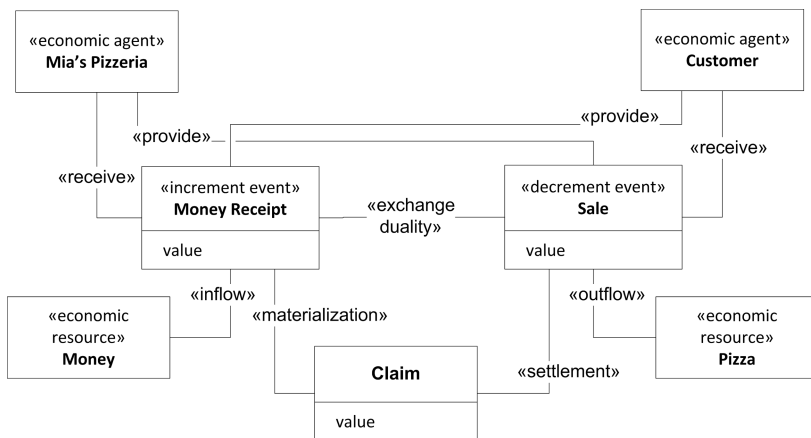 «economic agent»
Mia's Pizzeria
«economic agent»
Customer
«provide»
«provide»
«receive»
«receive»
«increment event»
Money Receipt
value
«exchange
duality»
«decrement event»
Sale
value
«inflow»
«outflow»
«economic
resource»
Money
«materialization»
«economic
resource»
Pizza
Claim
value
«settlement»